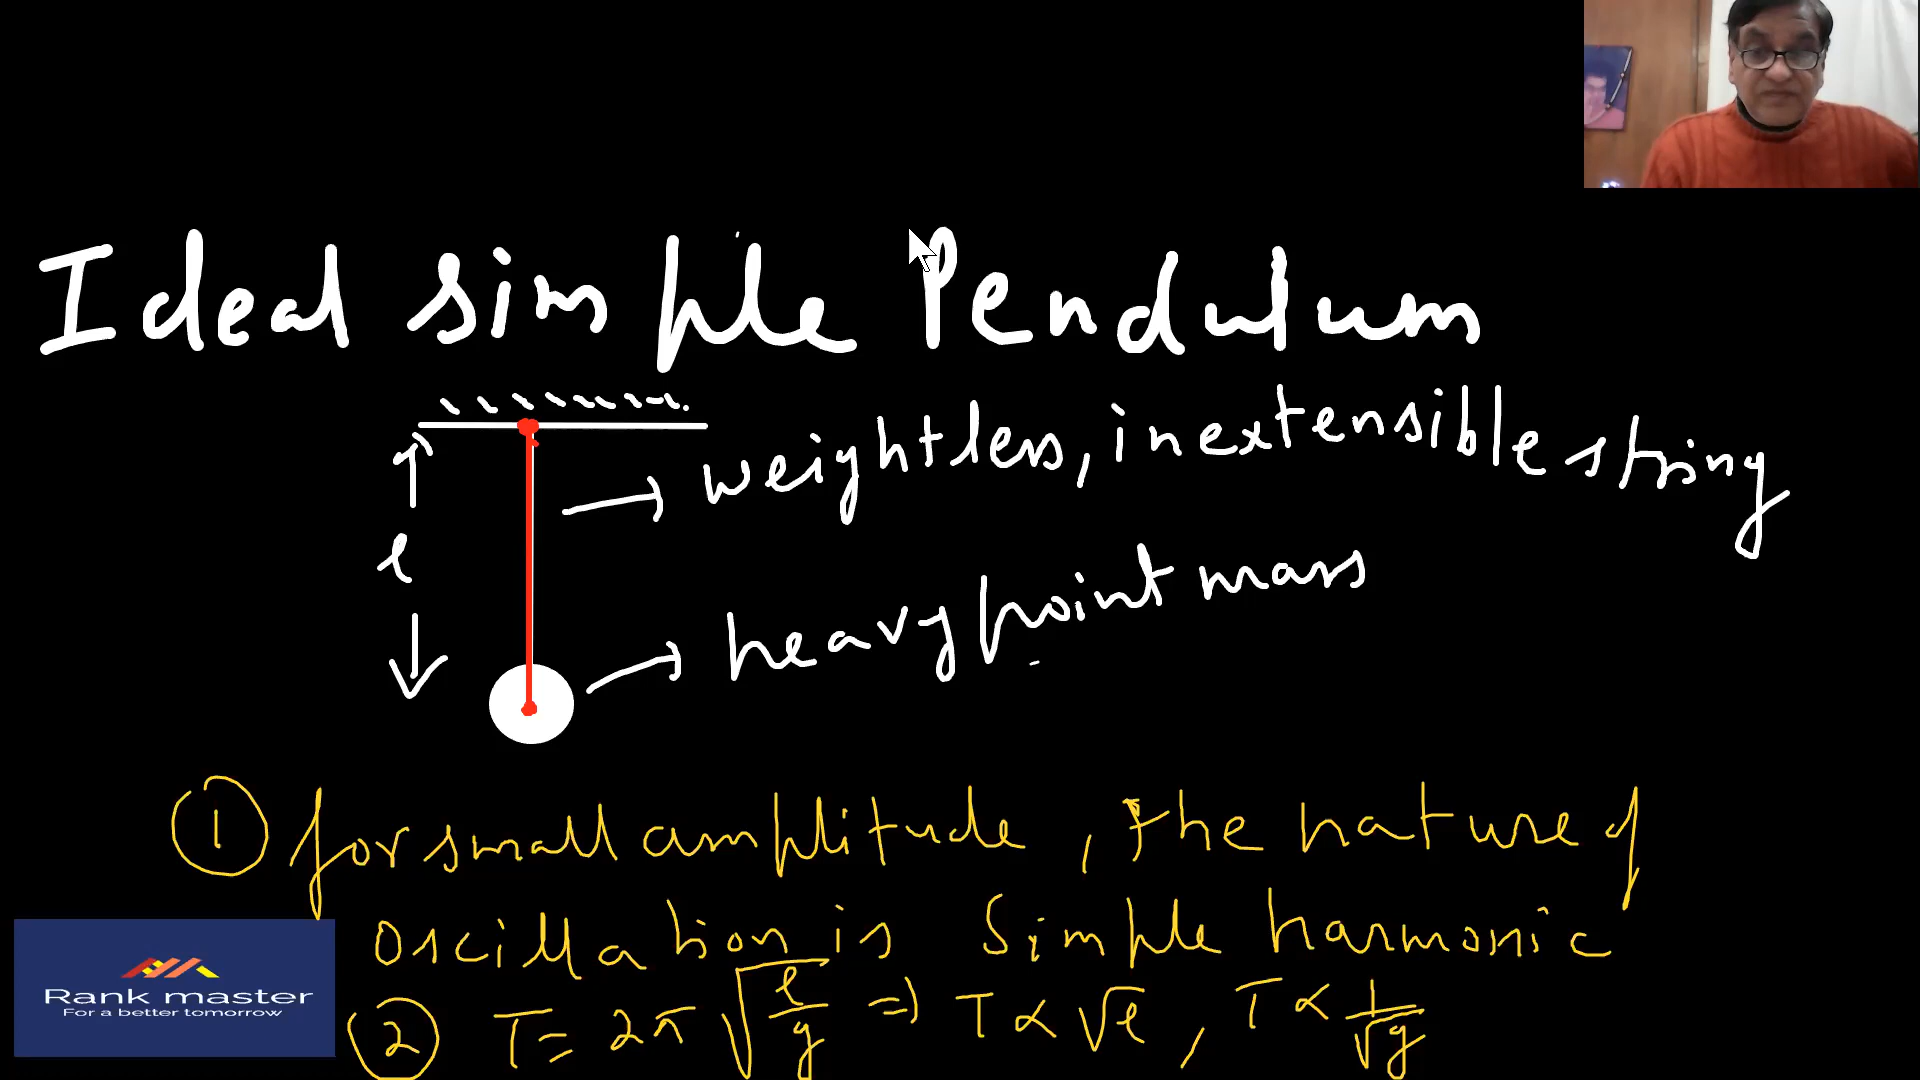 Ideal simple Pendulum
→ weightless, inextensible string
l
→ heavy point mass
① for small amplitude, the nature of
oscillation is simple harmonic
② T = 2π √(l/g) ⇒ T ∝ √l, T ∝ 1/√g
Rank master
For a better tomorrow